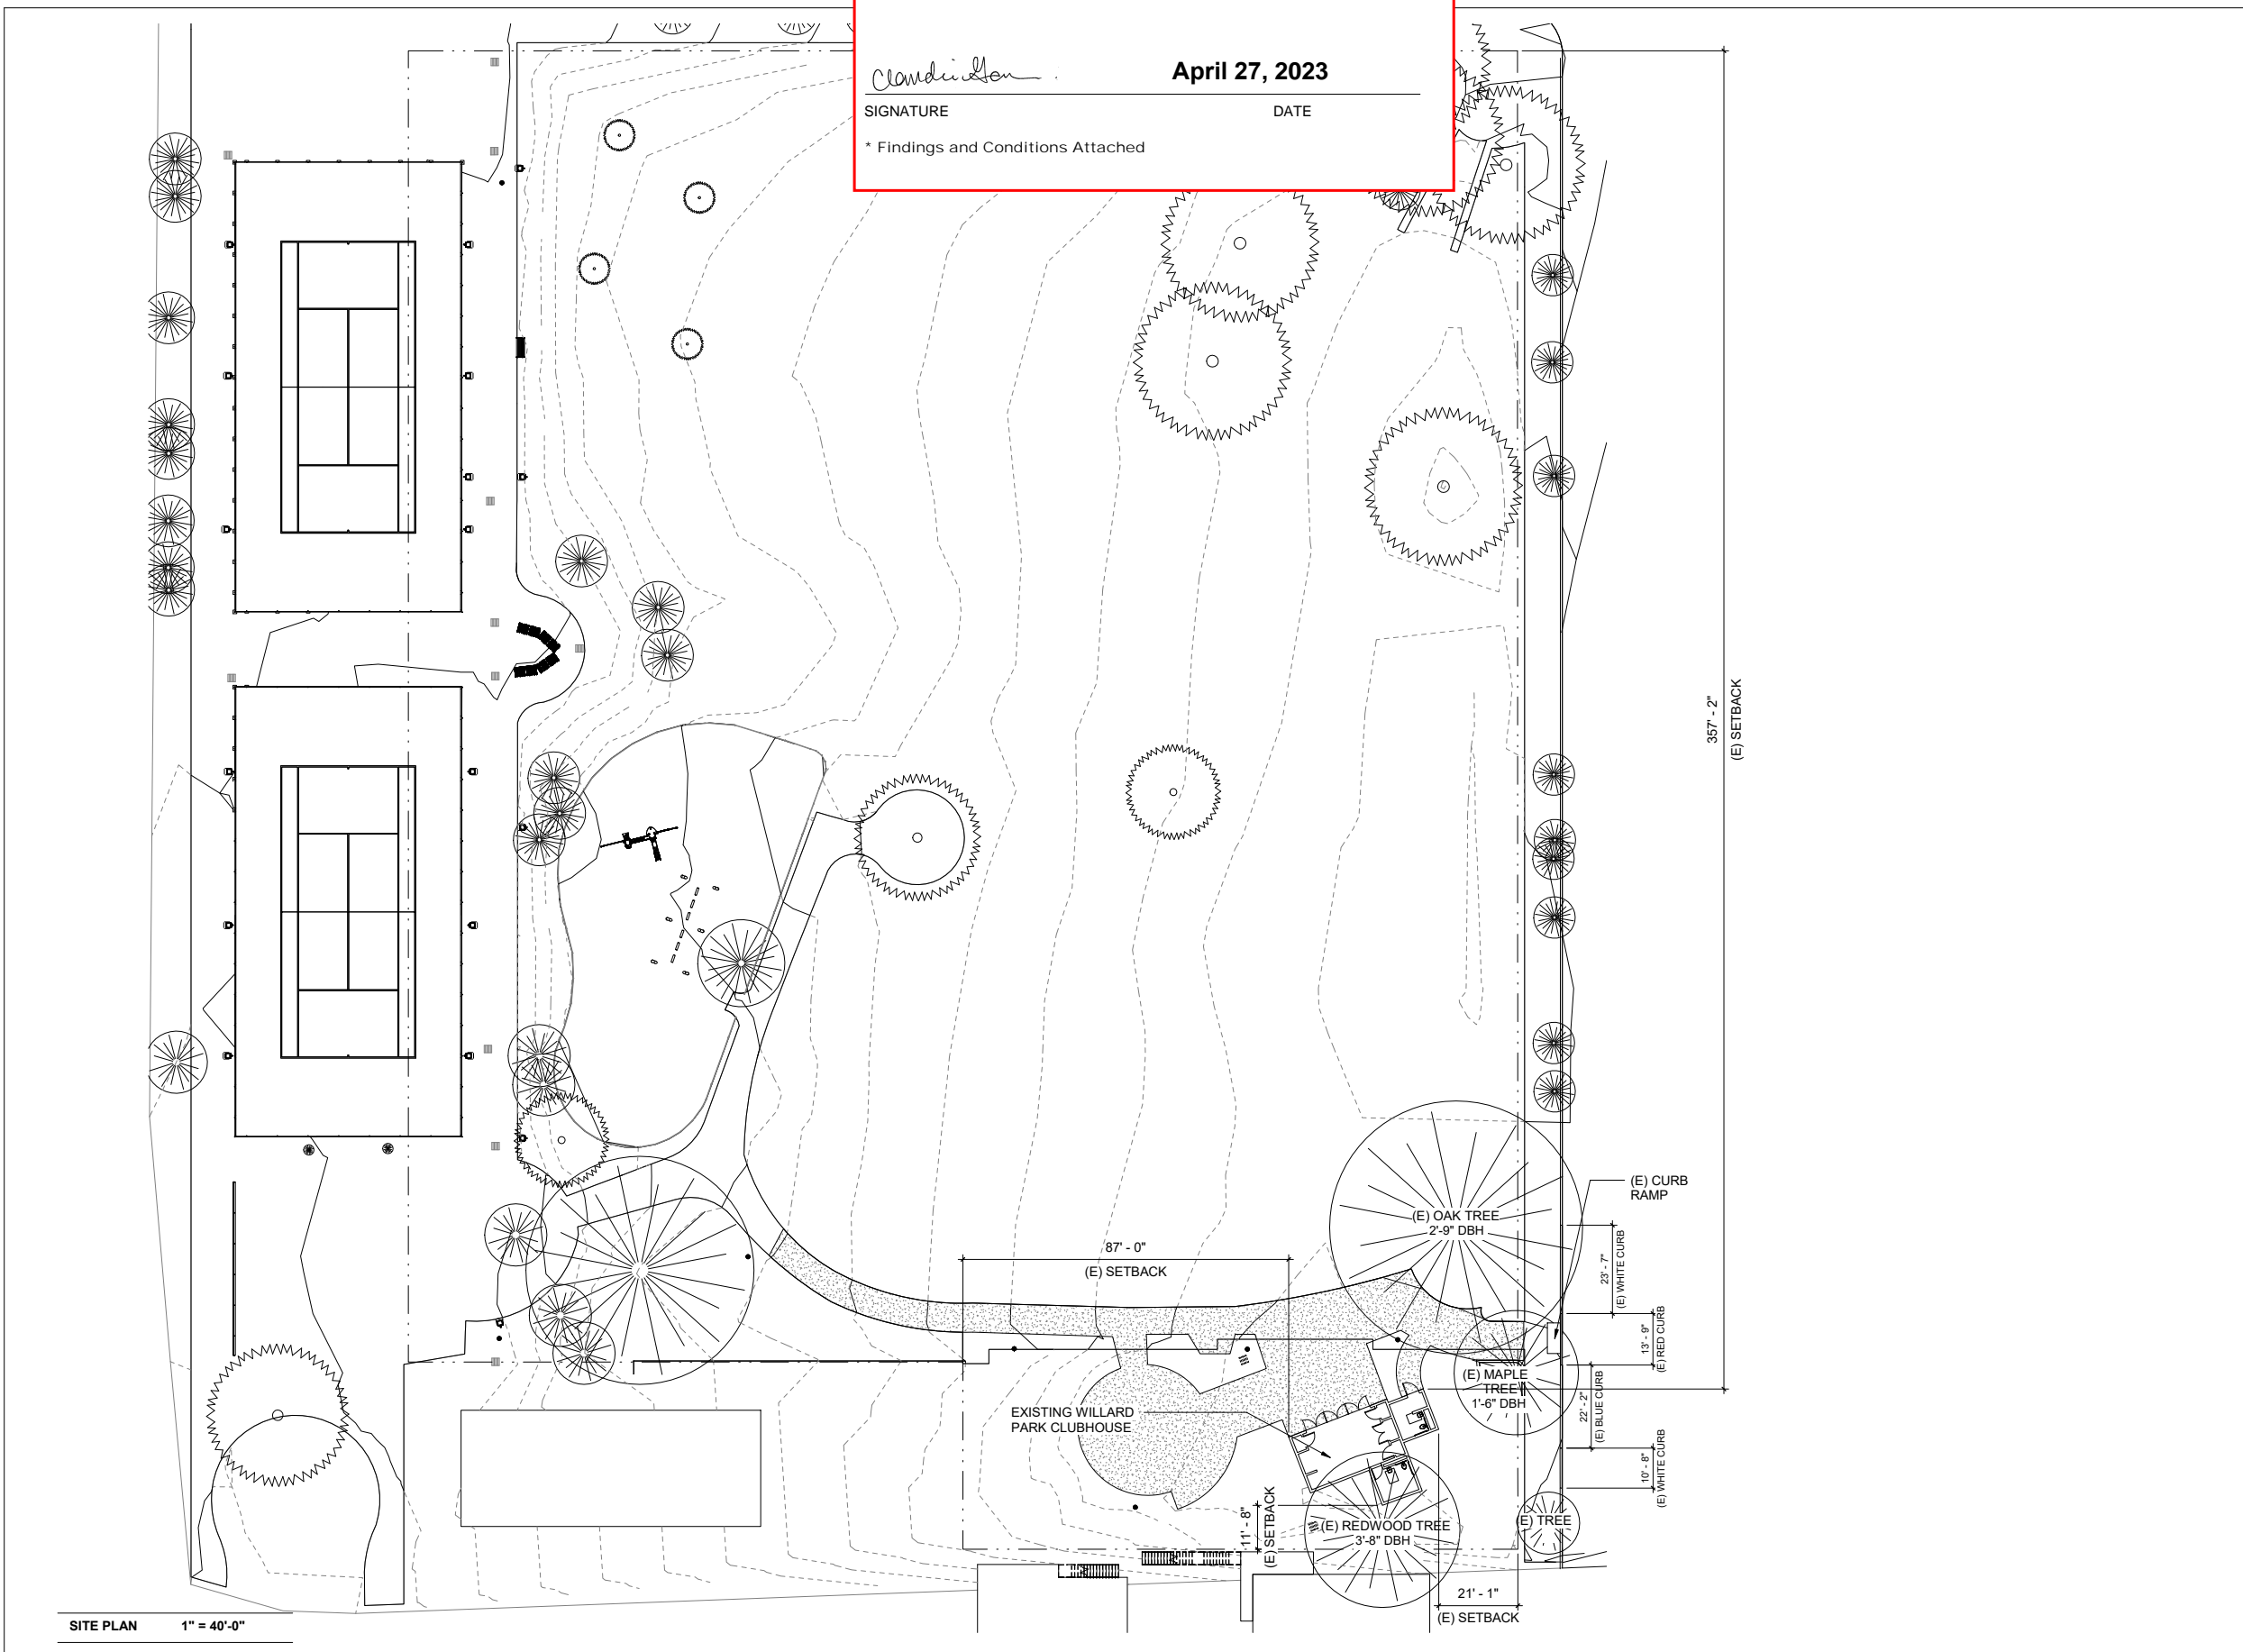 April 27, 2023
SIGNATURE DATE
* Findings and Conditions Attached
357' - 2"
(E) SETBACK
(E) CURB
RAMP
(E) OAK TREE
2'-9" DBH
23' - 7"
(E) WHITE CURB
87' - 0"
(E) SETBACK
13' - 9"
(E) RED CURB
(E) MAPLE
TREE
1'-6" DBH
22' - 2"
(E) BLUE CURB
EXISTING WILLARD
PARK CLUBHOUSE
10' - 8"
(E) WHITE CURB
11' - 8"
(E) SETBACK
(E) REDWOOD TREE
3'-8" DBH
(E) TREE
21' - 1"
(E) SETBACK
SITE PLAN 1" = 40'-0"